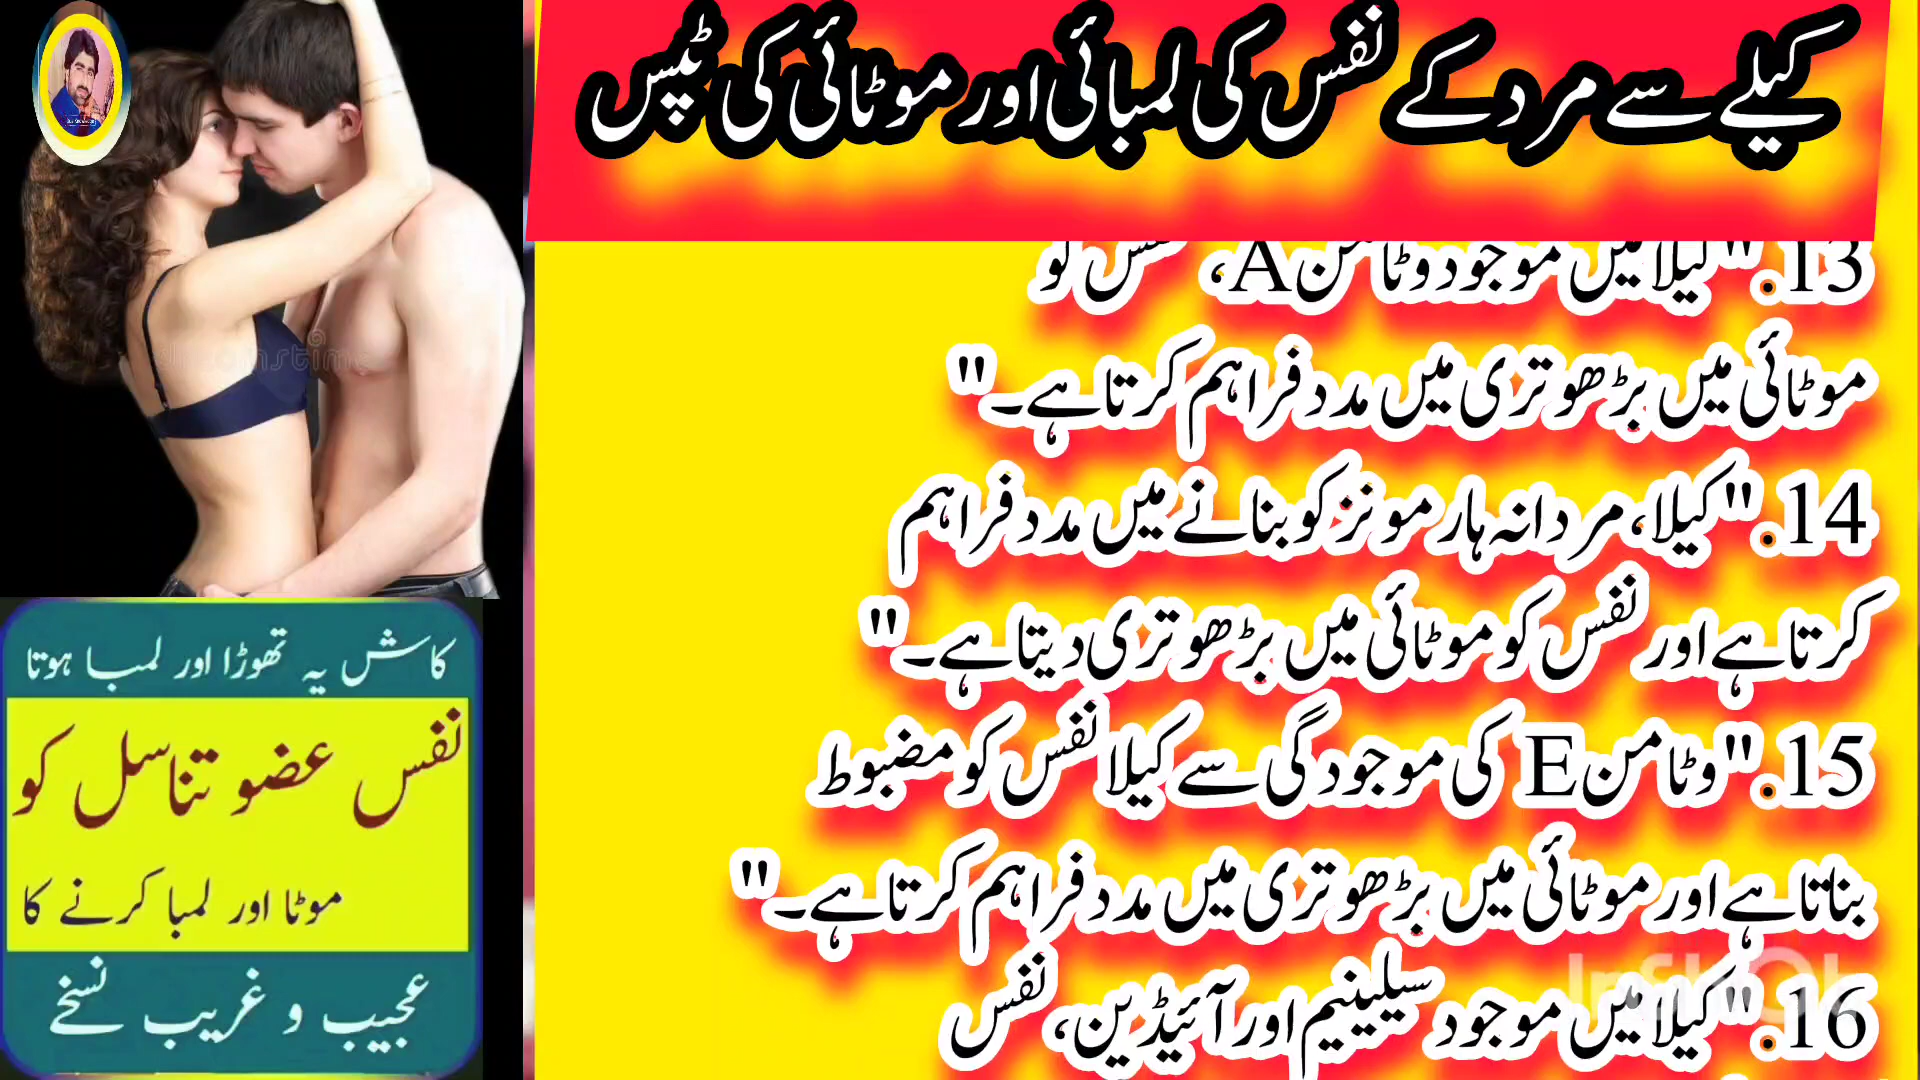 کیلے سے مرد کے نفس کی لمبائی اور موٹائی کی ٹپس
13. "کیلا میں موجود وٹامن A، نفس کو
موٹائی میں بڑھوتری میں مدد فراہم کرتا ہے۔"
14. "کیلا، مردانہ ہارمونز کو بنانے میں مدد فراہم
کرتا ہے اور نفس کو موٹائی میں بڑھوتری دیتا ہے۔"
15. "وٹامن E کی موجودگی سے کیلا نفس کو مضبوط
بناتا ہے اور موٹائی میں بڑھوتری میں مدد فراہم کرتا ہے۔"
16. "کیلا میں موجود سیلینیم اور آئیڈین، نفس
کاش یہ تھوڑا اور لمبا ہوتا
نفس عضو تناسل کو
موٹا اور لمبا کرنے کا
عجیب و غریب نسخے
dreamstime
InShot